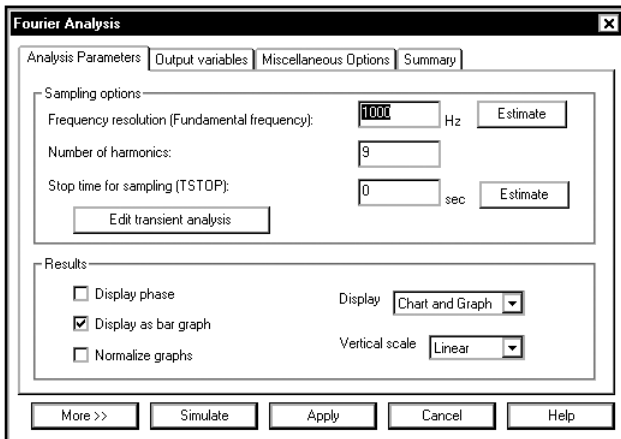 Fourier Analysis
Analysis Parameters Output variables Miscellaneous Options Summary
Sampling options
Frequency resolution (Fundamental frequency): 1000 Hz Estimate
Number of harmonics: 9
Stop time for sampling (TSTOP): 0 sec Estimate
Edit transient analysis
Results
Display phase
Display Chart and Graph
Display as bar graph
Vertical scale Linear
Normalize graphs
More >> Simulate Apply Cancel Help